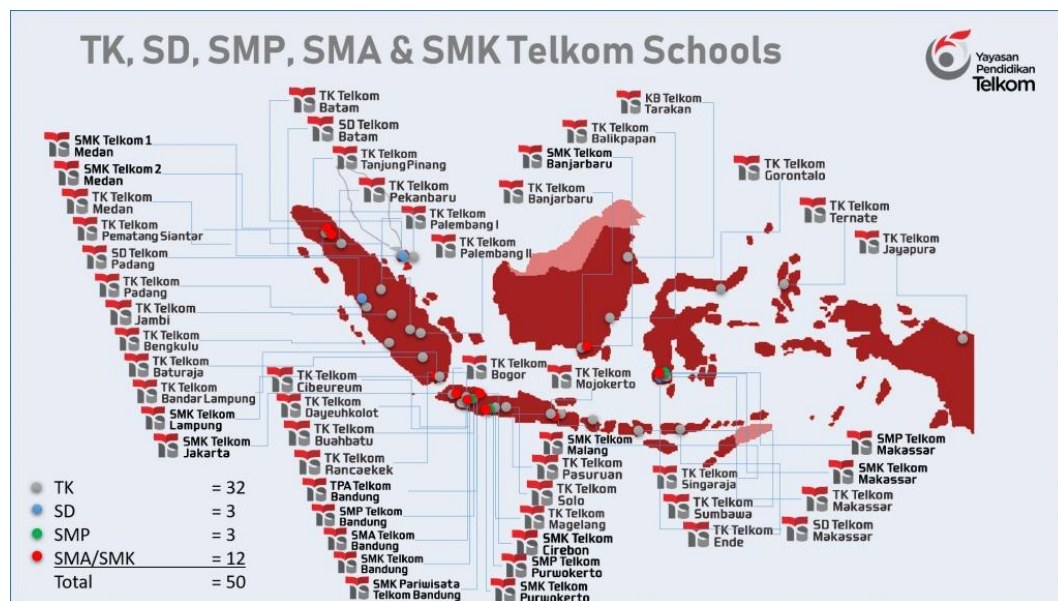 TK, SD, SMP, SMA & SMK Telkom Schools
Yayasan
Pendidikan
Telkom
TK Telkom
Batam
SD Telkom
Batam
TK Telkom
TanjungPinang
TK Telkom
Pekanbaru
TK Telkom
Palembang I
TK Telkom
Palembang II
KB Telkom
Tarakan
TK Telkom
Balikpapan
SMK Telkom
Banjarbaru
TK Telkom
Banjarbaru
TK Telkom
Gorontalo
TK Telkom
Ternate
TK Telkom
Jayapura
SMK Telkom 1
Medan
SMK Telkom 2
Medan
TK Telkom
Medan
TK Telkom
Pematang Siantar
SD Telkom
Padang
TK Telkom
Padang
TK Telkom
Jambi
TK Telkom
Bengkulu
TK Telkom
Baturaja
TK Telkom
Bandar Lampung
SMK Telkom
Lampung
SMK Telkom
Jakarta
TK Telkom
Cibeureum
TK Telkom
Dayeuhkolot
TK Telkom
Buahbatu
TK Telkom
Rancaekek
TPA Telkom
Bandung
SMP Telkom
Bandung
SMA Telkom
Bandung
SMK Telkom
Bandung
SMK Pariwisata
Telkom Bandung
TK Telkom
Bogor
TK Telkom
Mojokerto
SMK Telkom
Malang
TK Telkom
Pasuruan
TK Telkom
Solo
TK Telkom
Magelang
SMK Telkom
Cirebon
SMP Telkom
Purwokerto
SMK Telkom
Purwokerto
TK Telkom
Singaraja
TK Telkom
Sumbawa
TK Telkom
Ende
SMP Telkom
Makassar
SMK Telkom
Makassar
TK Telkom
Makassar
SD Telkom
Makassar
TK = 32
SD = 3
SMP = 3
SMA/SMK = 12
Total = 50